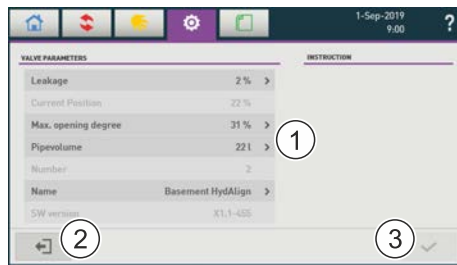 1-Sep-2019
9:00
?
VALVE PARAMETERS
INSTRUCTION
Leakage 2 % >
Current Position 22 %
Max. opening degree 31 % >
Pipevolume 22 l >
1
Number 2
Name Basement HydAlign >
SW version X1.1-455
2
3